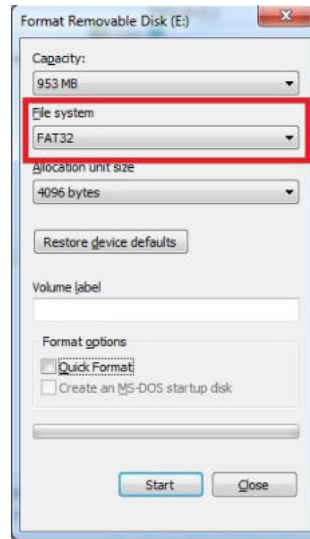 Format Removable Disk (E:)
Capacity:
953 MB
File system
FAT32
Allocation unit size
4096 bytes
Restore device defaults
Volume label
Format options
Quick Format
Create an MS-DOS startup disk
Start
Close